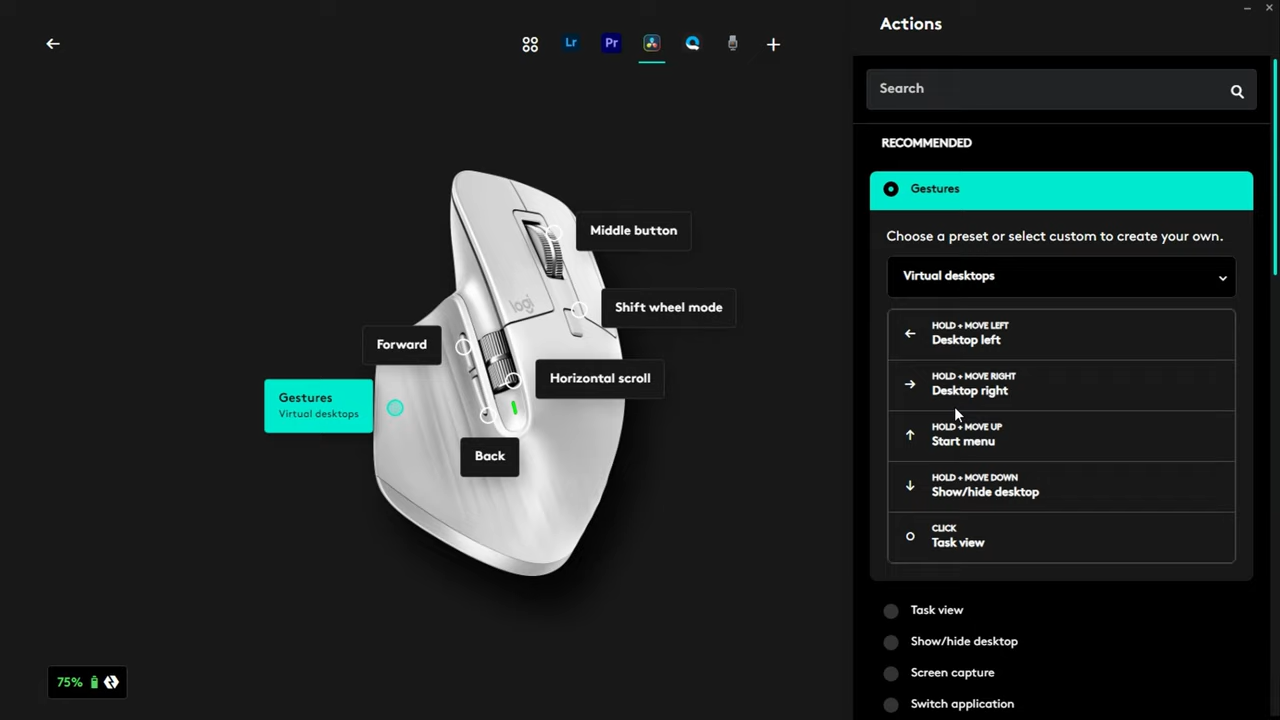 Lr
Pr
Actions
Search
RECOMMENDED
Gestures
Choose a preset or select custom to create your own.
Virtual desktops
HOLD + MOVE LEFT
Desktop left
HOLD + MOVE RIGHT
Desktop right
HOLD + MOVE UP
Start menu
HOLD + MOVE DOWN
Show/hide desktop
CLICK
Task view
Task view
Show/hide desktop
Screen capture
Switch application
Middle button
logi
Shift wheel mode
Forward
Horizontal scroll
Gestures
Virtual desktops
Back
75%